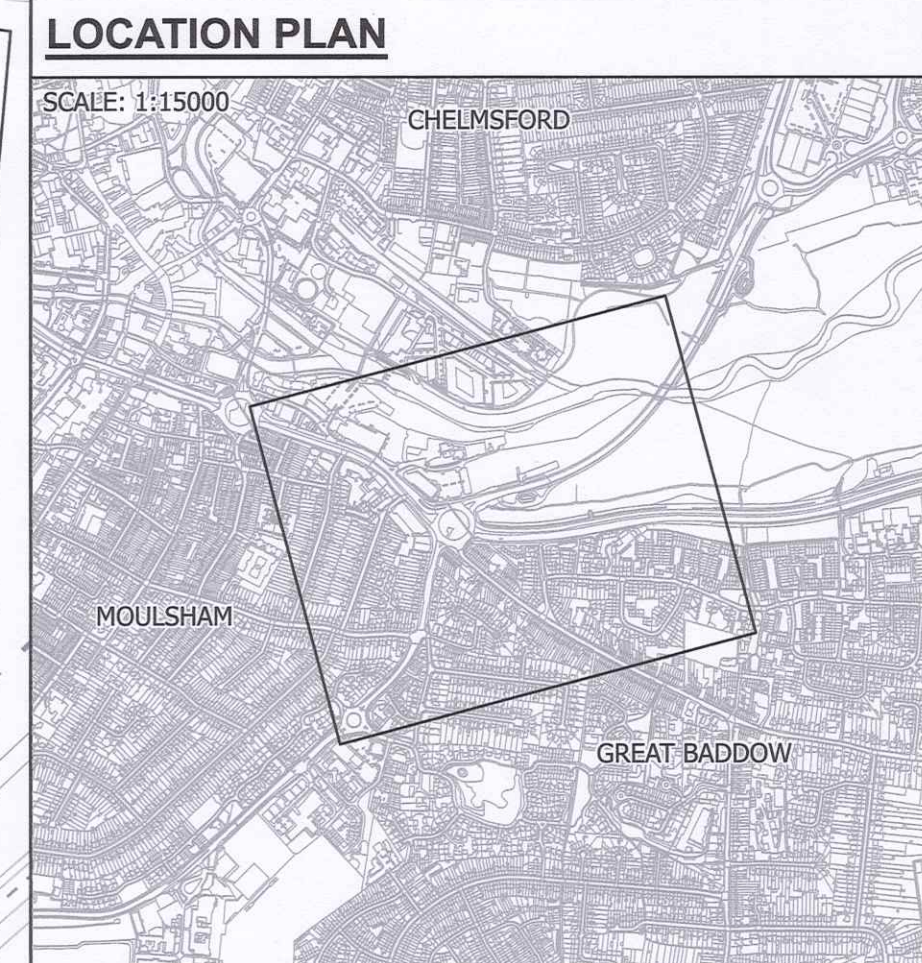 LOCATION PLAN
SCALE: 1:15000
CHELMSFORD
MOULSHAM
GREAT BADDOW